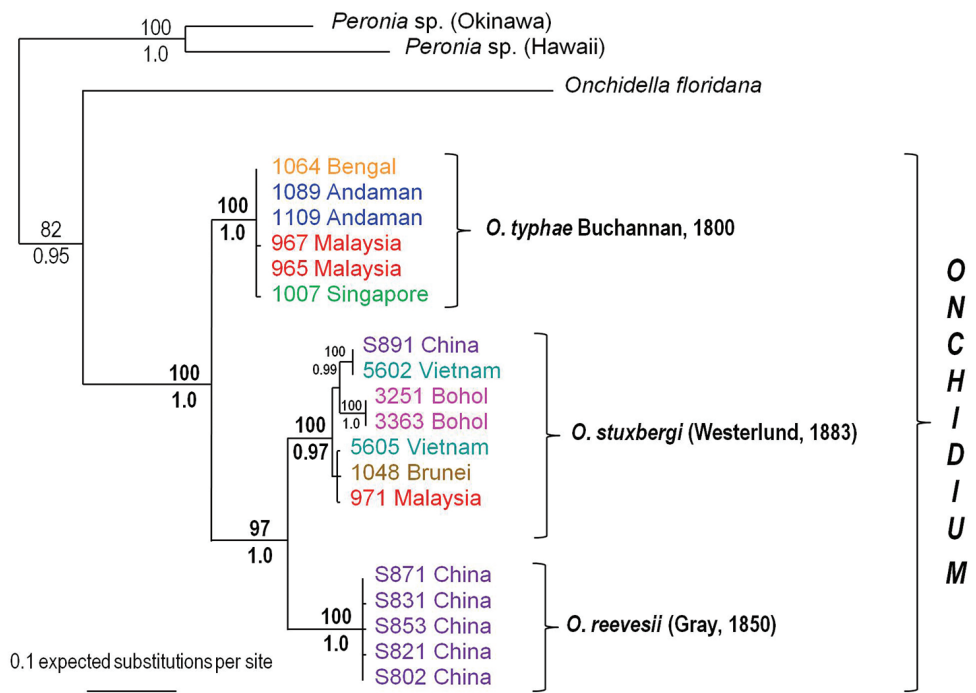 100
1.0
Peronia sp. (Okinawa)
Peronia sp. (Hawaii)
Onchidella floridana
82
0.95
1064 Bengal
1089 Andaman
1109 Andaman
967 Malaysia
965 Malaysia
1007 Singapore
100
1.0
O. typhae Buchannan, 1800
100
1.0
S891 China
5602 Vietnam
3251 Bohol
3363 Bohol
5605 Vietnam
1048 Brunei
971 Malaysia
100
0.99
100
1.0
100
0.97
O. stuxbergi (Westerlund, 1883)
97
1.0
S871 China
S831 China
S853 China
S821 China
S802 China
100
1.0
O. reevesii (Gray, 1850)
ONCHIDIUM
0.1 expected substitutions per site